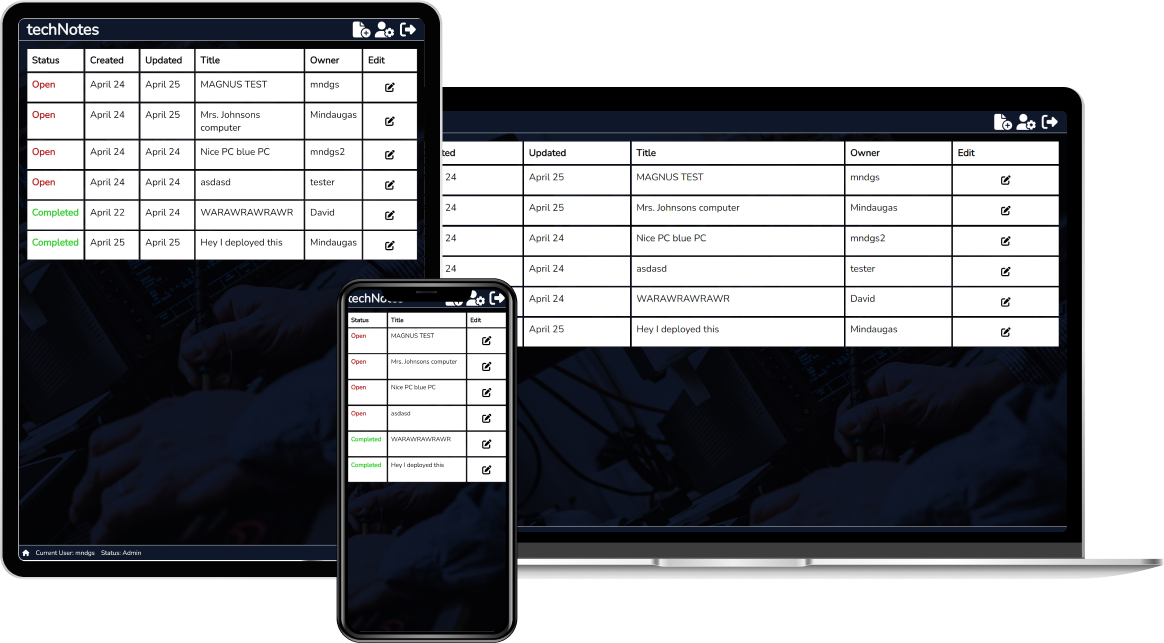 techNotes
Status Created Updated Title Owner Edit
Open April 24 April 25 MAGNUS TEST mndgs
Open April 24 April 25 Mrs. Johnsons computer Mindaugas
Open April 24 April 24 Nice PC blue PC mndgs2
Open April 24 April 24 asdasd tester
Completed April 22 April 24 WARAWRAWRAWR David
Completed April 25 April 25 Hey I deployed this Mindaugas
Current User: mndgs Status: Admin
ted Updated Title Owner Edit
24 April 25 MAGNUS TEST mndgs
24 April 25 Mrs. Johnsons computer Mindaugas
24 April 24 Nice PC blue PC mndgs2
24 April 24 asdasd tester
April 24 WARAWRAWRAWR David
April 25 Hey I deployed this Mindaugas
techNotes
Status Title Edit
Open MAGNUS TEST
Open Mrs. Johnsons computer
Open Nice PC blue PC
Open asdasd
Completed WARAWRAWRAWR
Completed Hey I deployed this